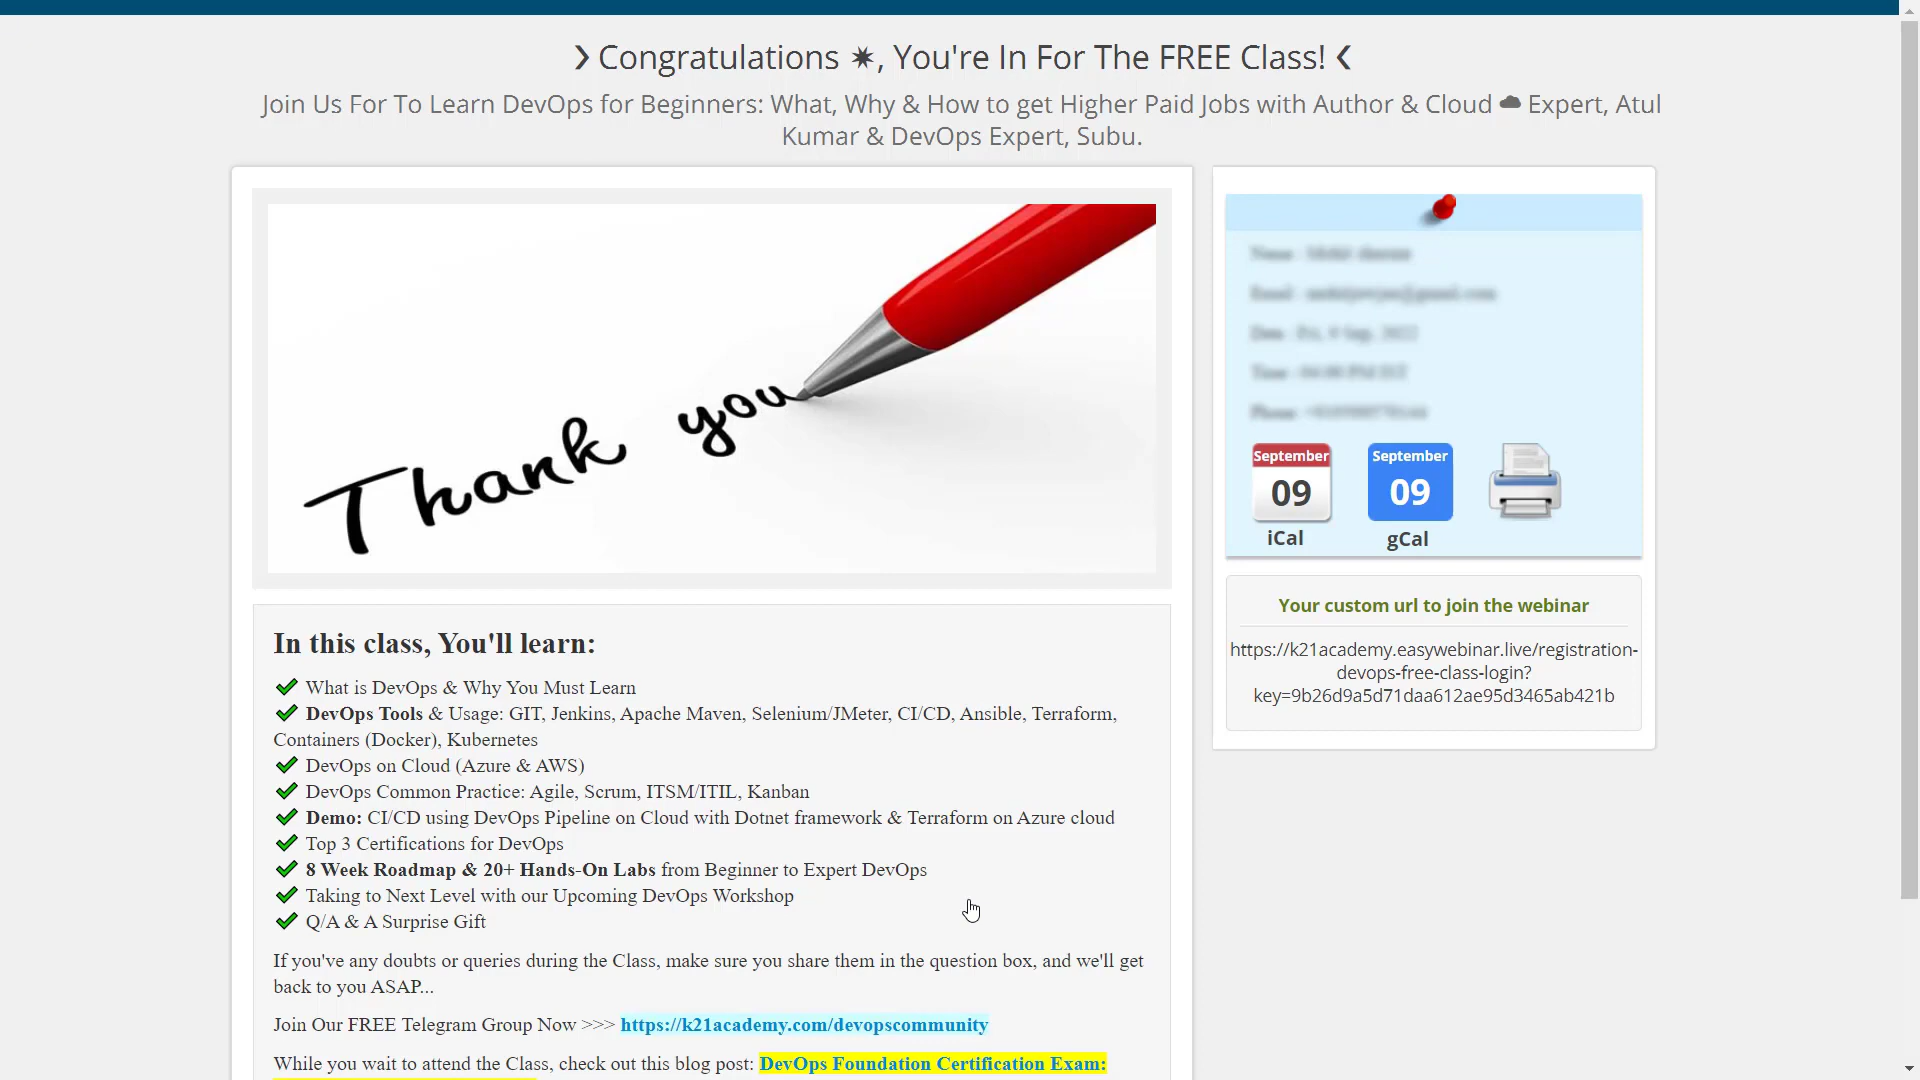 ❯ Congratulations ✷, You're In For The FREE Class! ❮
Join Us For To Learn DevOps for Beginners: What, Why & How to get Higher Paid Jobs with Author & Cloud ☁ Expert, Atul
Kumar & DevOps Expert, Subu.
Thank you
In this class, You'll learn:
✔ What is DevOps & Why You Must Learn
✔ DevOps Tools & Usage: GIT, Jenkins, Apache Maven, Selenium/JMeter, CI/CD, Ansible, Terraform,
Containers (Docker), Kubernetes
✔ DevOps on Cloud (Azure & AWS)
✔ DevOps Common Practice: Agile, Scrum, ITSM/ITIL, Kanban
✔ Demo: CI/CD using DevOps Pipeline on Cloud with Dotnet framework & Terraform on Azure cloud
✔ Top 3 Certifications for DevOps
✔ 8 Week Roadmap & 20+ Hands-On Labs from Beginner to Expert DevOps
✔ Taking to Next Level with our Upcoming DevOps Workshop
✔ Q/A & A Surprise Gift
If you've any doubts or queries during the Class, make sure you share them in the question box, and we'll get
back to you ASAP...
Join Our FREE Telegram Group Now >>> https://k21academy.com/devopscommunity
While you wait to attend the Class, check out this blog post: DevOps Foundation Certification Exam:
September
09
iCal
September
09
gCal
Your custom url to join the webinar
https://k21academy.easywebinar.live/registration-
devops-free-class-login?
key=9b26d9a5d71daa612ae95d3465ab421b